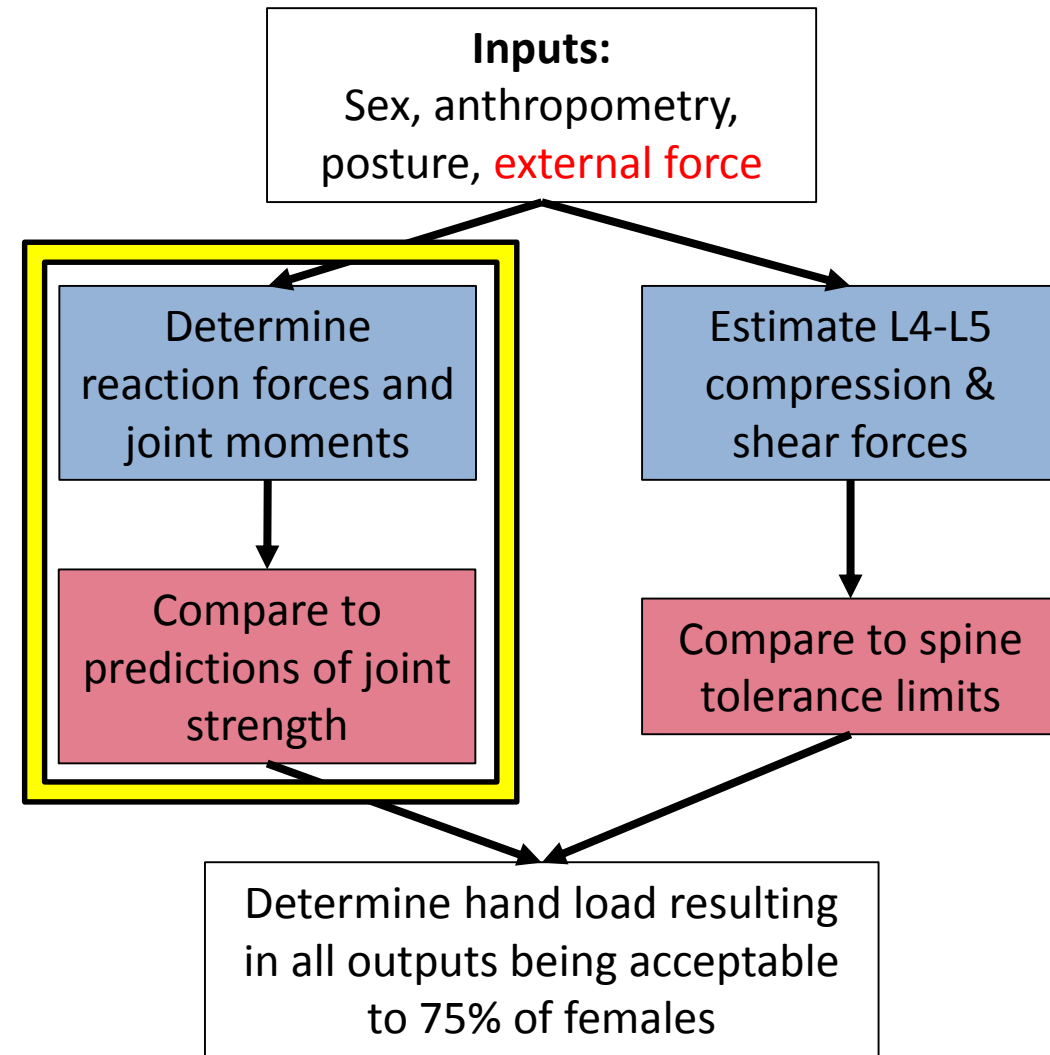 Inputs:
Sex, anthropometry,
posture, external force
Determine
reaction forces and
joint moments
Estimate L4-L5
compression &
shear forces
Compare to
predictions of joint
strength
Compare to spine
tolerance limits
Determine hand load resulting
in all outputs being acceptable
to 75% of females